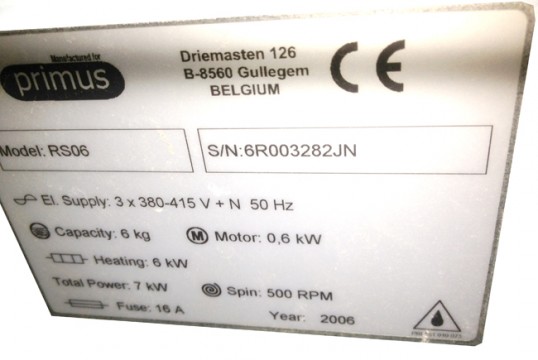 Manufactured for
primus
Driemasten 126
B-8560 Gullegem
BELGIUM
CE
Model: RS06
S/N:6R003282JN
El. Supply: 3 x 380-415 V + N 50 Hz
Capacity: 6 kg
M Motor: 0,6 kW
Heating: 6 kW
Total Power: 7 kW
Spin: 500 RPM
Fuse: 16 A
Year: 2006